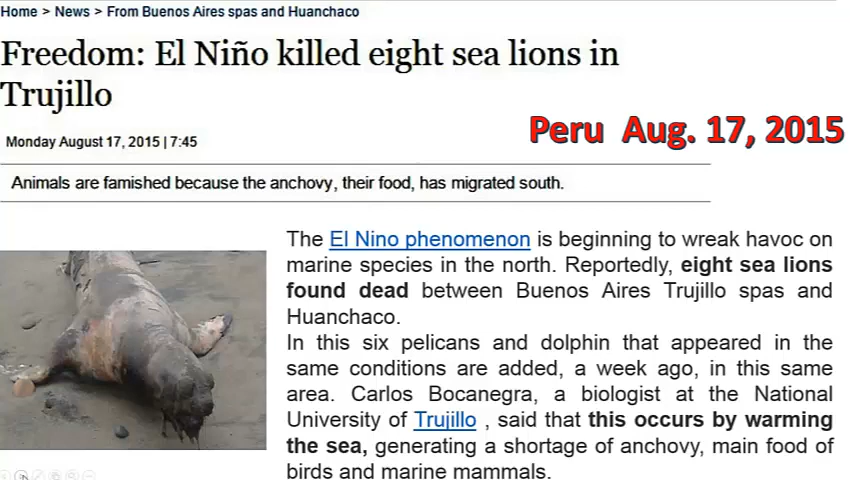 Home > News > From Buenos Aires spas and Huanchaco
Freedom: El Niño killed eight sea lions in
Trujillo
Peru Aug. 17, 2015
Monday August 17, 2015 | 7:45
Animals are famished because the anchovy, their food, has migrated south.
The El Nino phenomenon is beginning to wreak havoc on
marine species in the north. Reportedly, eight sea lions
found dead between Buenos Aires Trujillo spas and
Huanchaco.
In this six pelicans and dolphin that appeared in the
same conditions are added, a week ago, in this same
area. Carlos Bocanegra, a biologist at the National
University of Trujillo , said that this occurs by warming
the sea, generating a shortage of anchovy, main food of
birds and marine mammals.